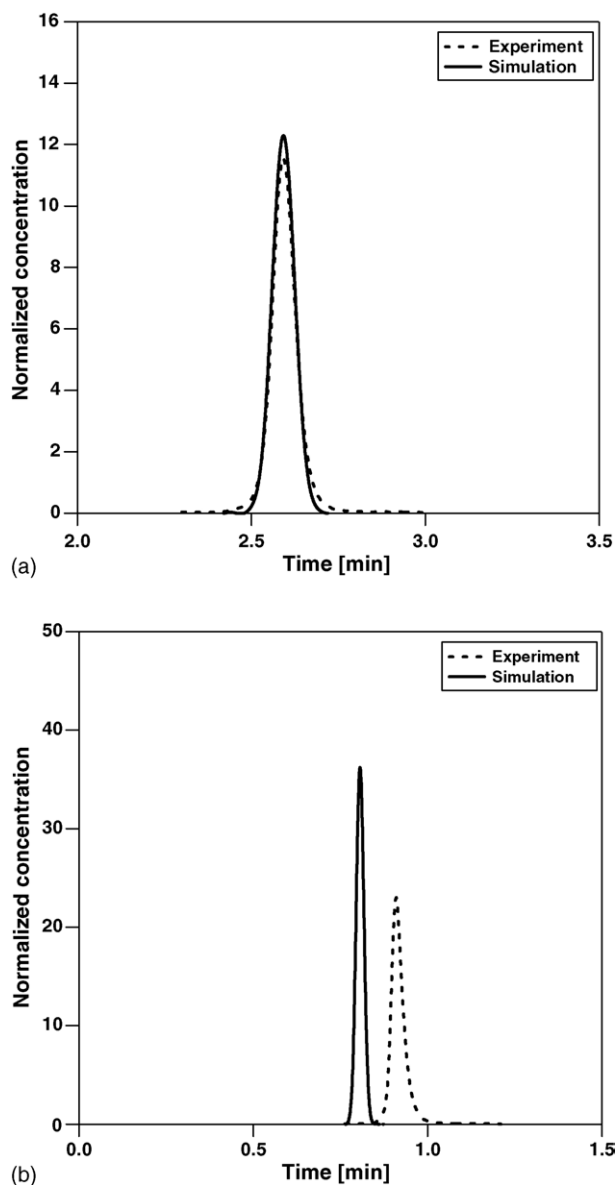 16
14
12
10
8
6
4
2
0
Normalized concentration
Experiment
Simulation
2.0 2.5 3.0 3.5
Time [min]
(a)
50
40
30
20
10
0
Normalized concentration
Experiment
Simulation
0.0 0.5 1.0 1.5
Time [min]
(b)